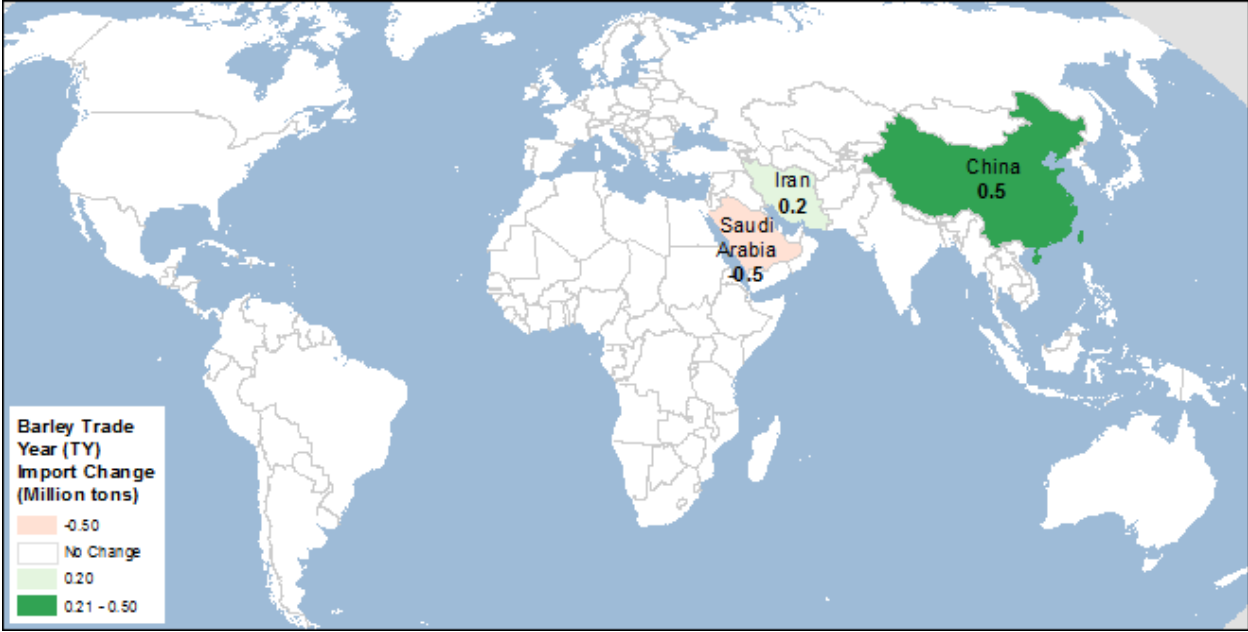 China
0.5
Iran
0.2
Saudi
Arabia
-0.5
Barley Trade
Year (TY)
Import Change
(Million tons)
-0.50
No Change
0.20
0.21 - 0.50